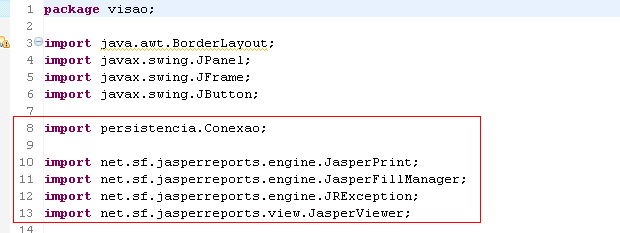 1 package visao;
2
3 import java.awt.BorderLayout;
4 import javax.swing.JPanel;
5 import javax.swing.JFrame;
6 import javax.swing.JButton;
7
8 import persistencia.Conexao;
9
10 import net.sf.jasperreports.engine.JasperPrint;
11 import net.sf.jasperreports.engine.JasperFillManager;
12 import net.sf.jasperreports.engine.JRException;
13 import net.sf.jasperreports.view.JasperViewer;